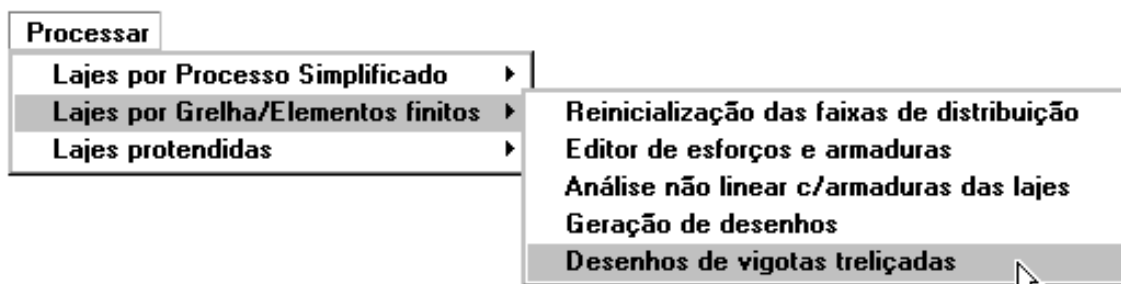 Processar
Lajes por Processo Simplificado
Lajes por Grelha/Elementos finitos
Lajes protendidas
Reinicialização das faixas de distribuição
Editor de esforços e armaduras
Análise não linear c/armaduras das lajes
Geração de desenhos
Desenhos de vigotas treliçadas